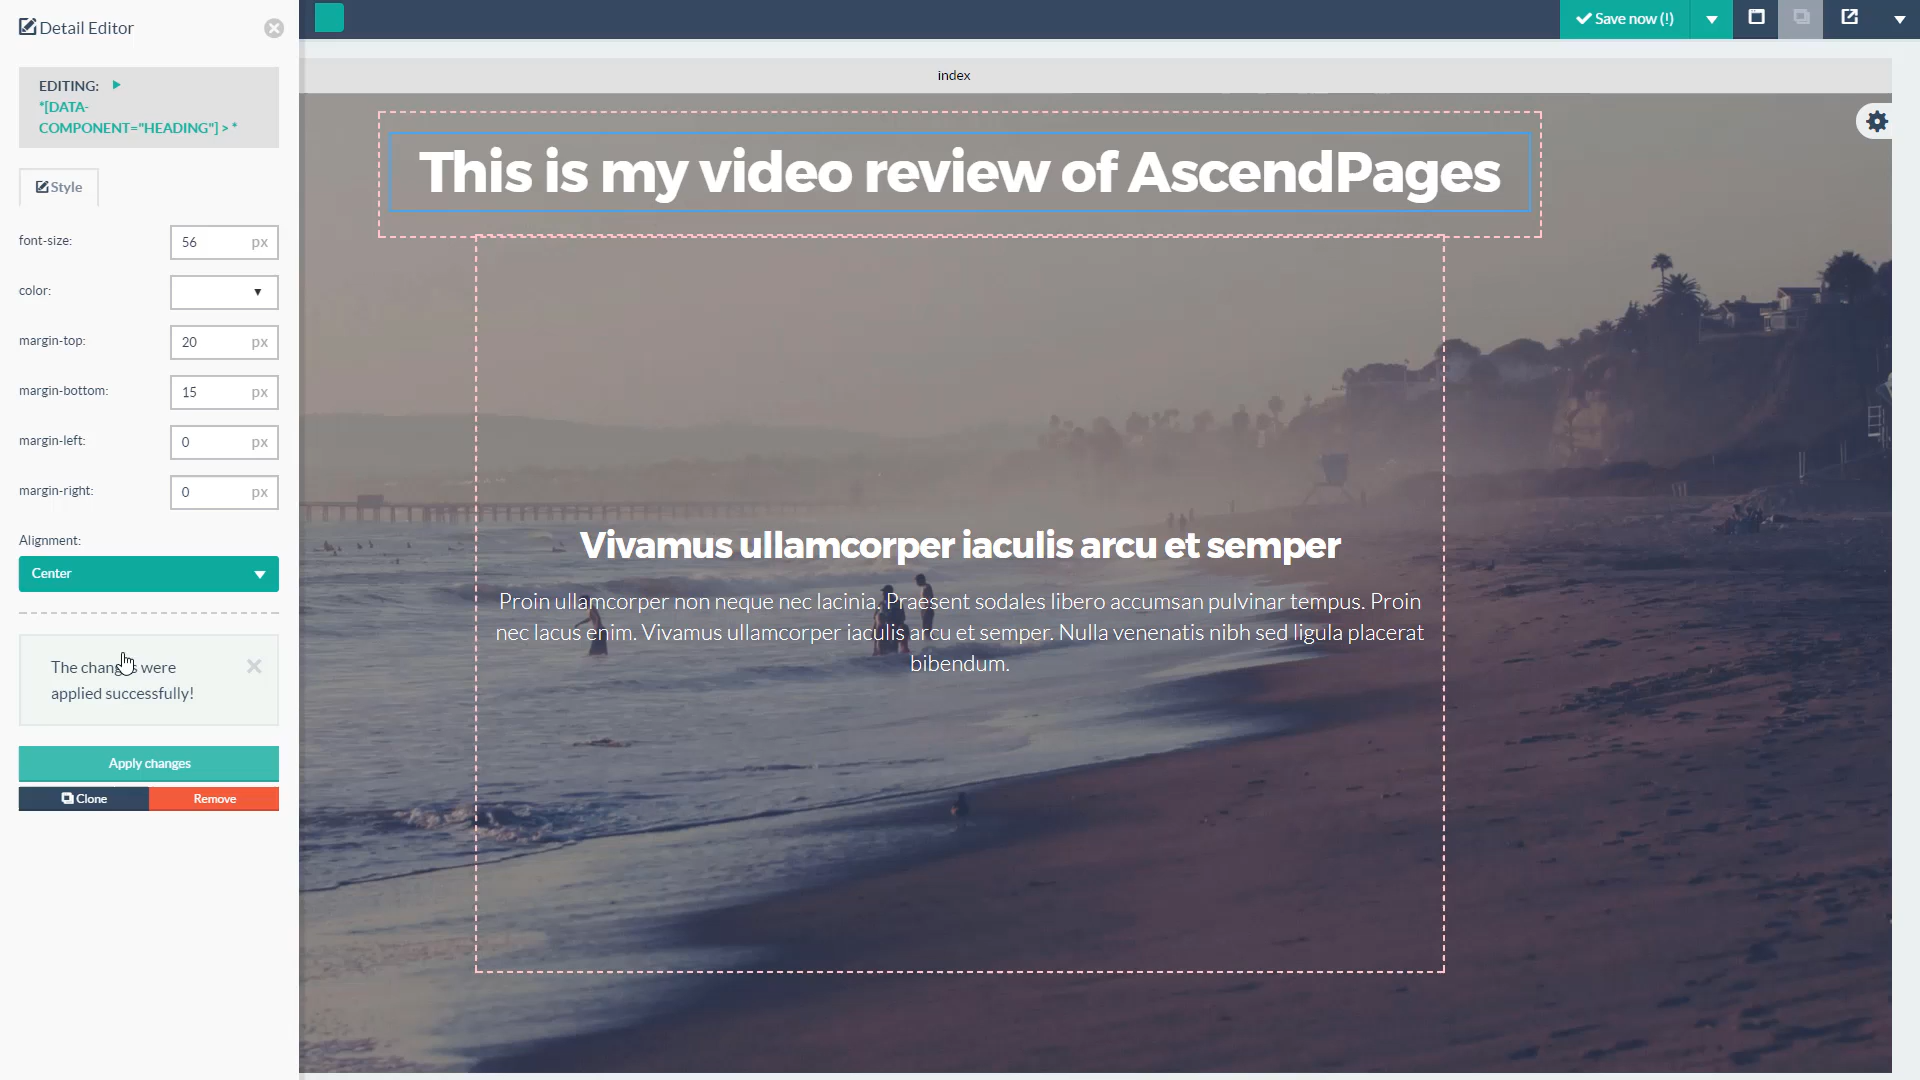 Detail Editor
Save now (!)
index
EDITING:
*[DATA-
COMPONENT="HEADING"] > *
Style
font-size:
56 px
color:
margin-top:
20 px
margin-bottom:
15 px
margin-left:
0 px
margin-right:
0 px
Alignment:
Center
The changes were
applied successfully!
Apply changes
Clone
Remove
This is my video review of AscendPages
Vivamus ullamcorper iaculis arcu et semper
Proin ullamcorper non neque nec lacinia. Praesent sodales libero accumsan pulvinar tempus. Proin
nec lacus enim. Vivamus ullamcorper iaculis arcu et semper. Nulla venenatis nibh sed ligula placerat
bibendum.